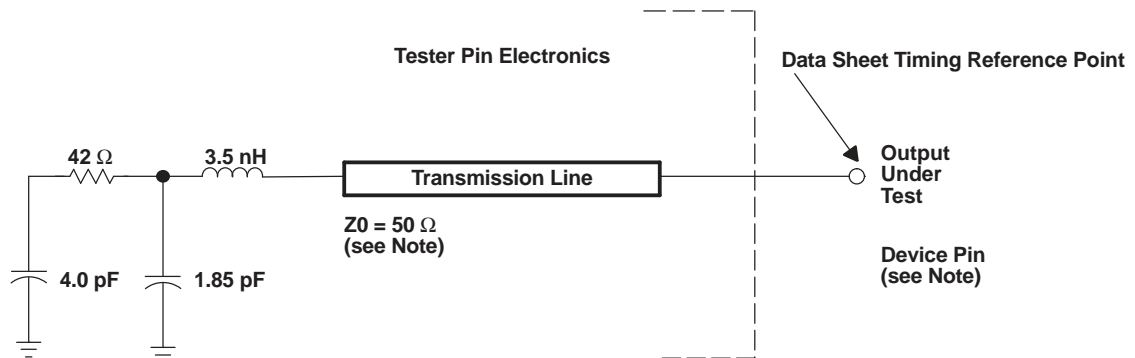 Tester Pin Electronics
Data Sheet Timing Reference Point
42 Ω
3.5 nH
Transmission Line
Output
Under
Test
Z0 = 50 Ω
(see Note)
Device Pin
(see Note)
4.0 pF
1.85 pF